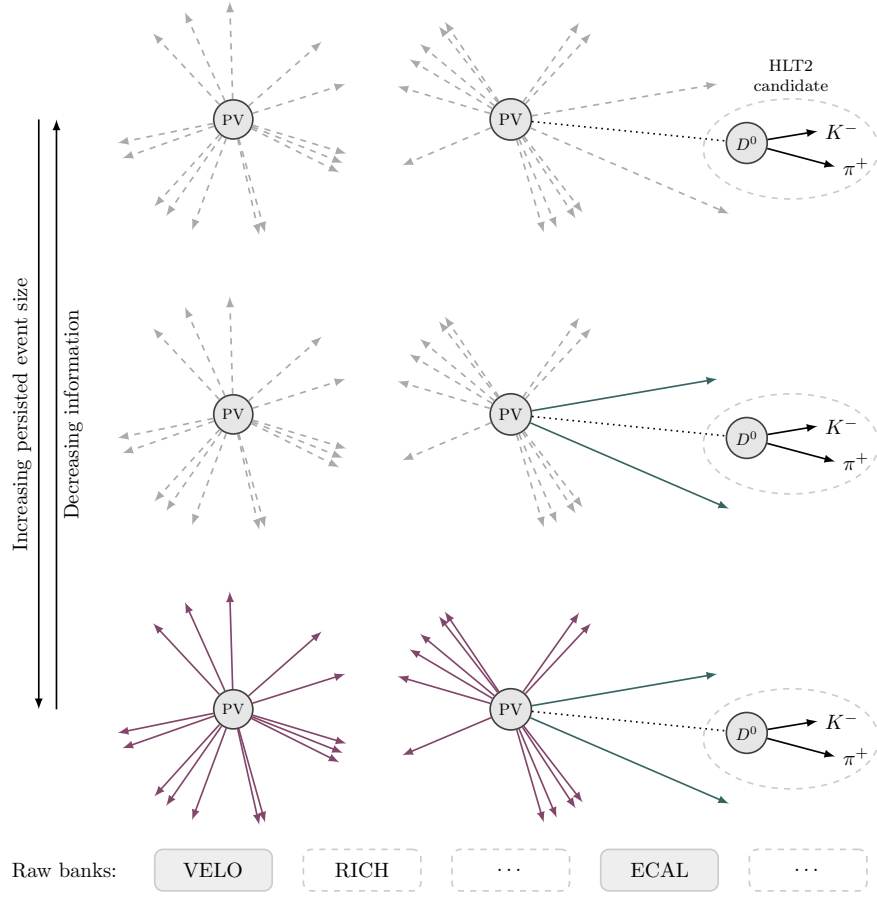 HLT2
candidate
PV
PV
D⁰
K⁻
π⁺
Increasing persisted event size
Decreasing information
PV
PV
D⁰
K⁻
π⁺
PV
PV
D⁰
K⁻
π⁺
Raw banks: VELO RICH ... ECAL ...